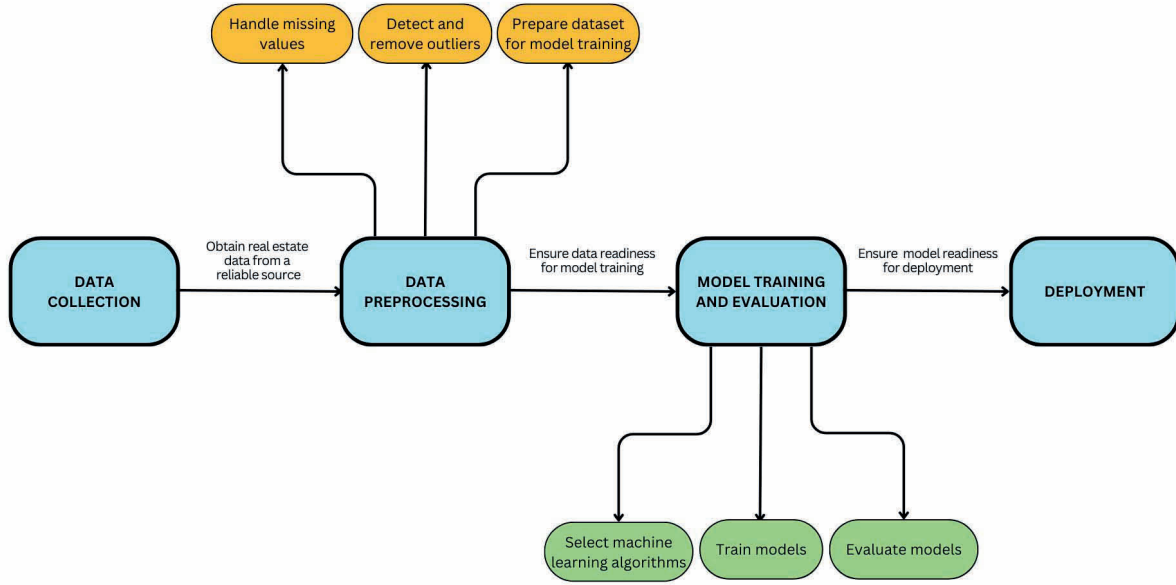 Handle missing
values
Detect and
remove outliers
Prepare dataset
for model training
DATA
COLLECTION
Obtain real estate
data from a
reliable source
DATA
PREPROCESSING
Ensure data readiness
for model training
MODEL TRAINING
AND EVALUATION
Ensure model readiness
for deployment
DEPLOYMENT
Select machine
learning algorithms
Train models
Evaluate models